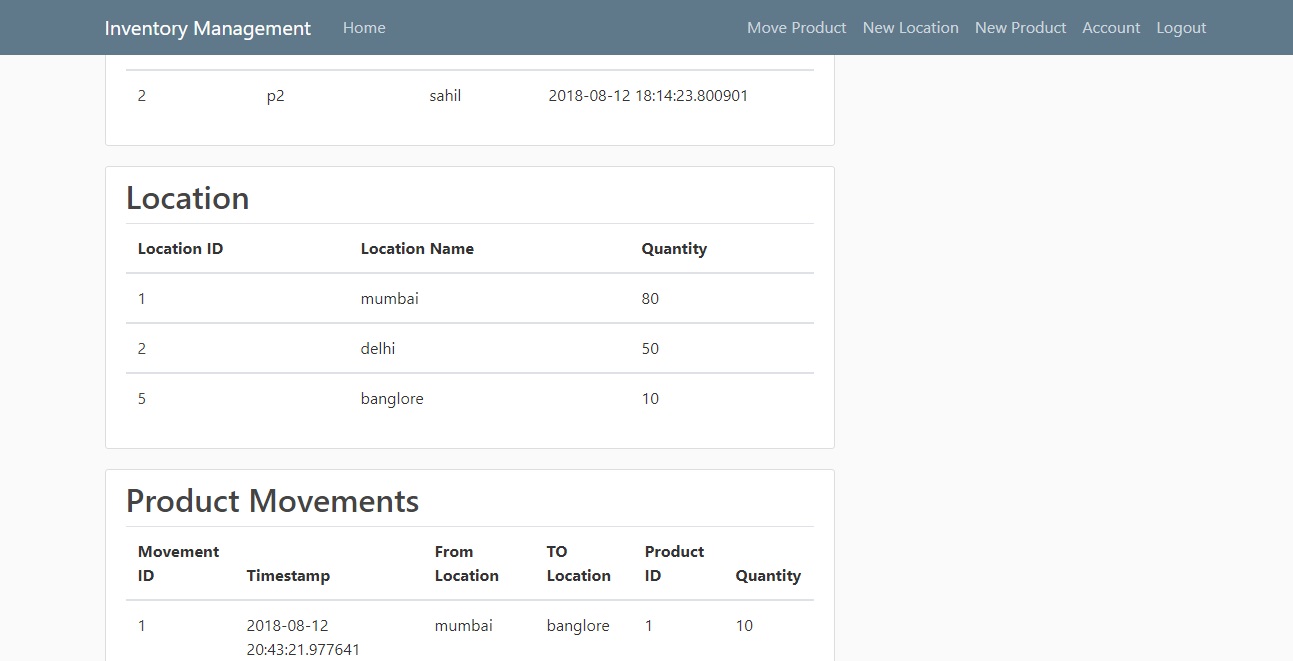 Inventory Management Home Move Product New Location New Product Account Logout
2 p2 sahil 2018-08-12 18:14:23.800901
Location
Location ID Location Name Quantity
1 mumbai 80
2 delhi 50
5 banglore 10
Product Movements
Movement ID Timestamp From Location TO Location Product ID Quantity
1 2018-08-12 20:43:21.977641 mumbai banglore 1 10